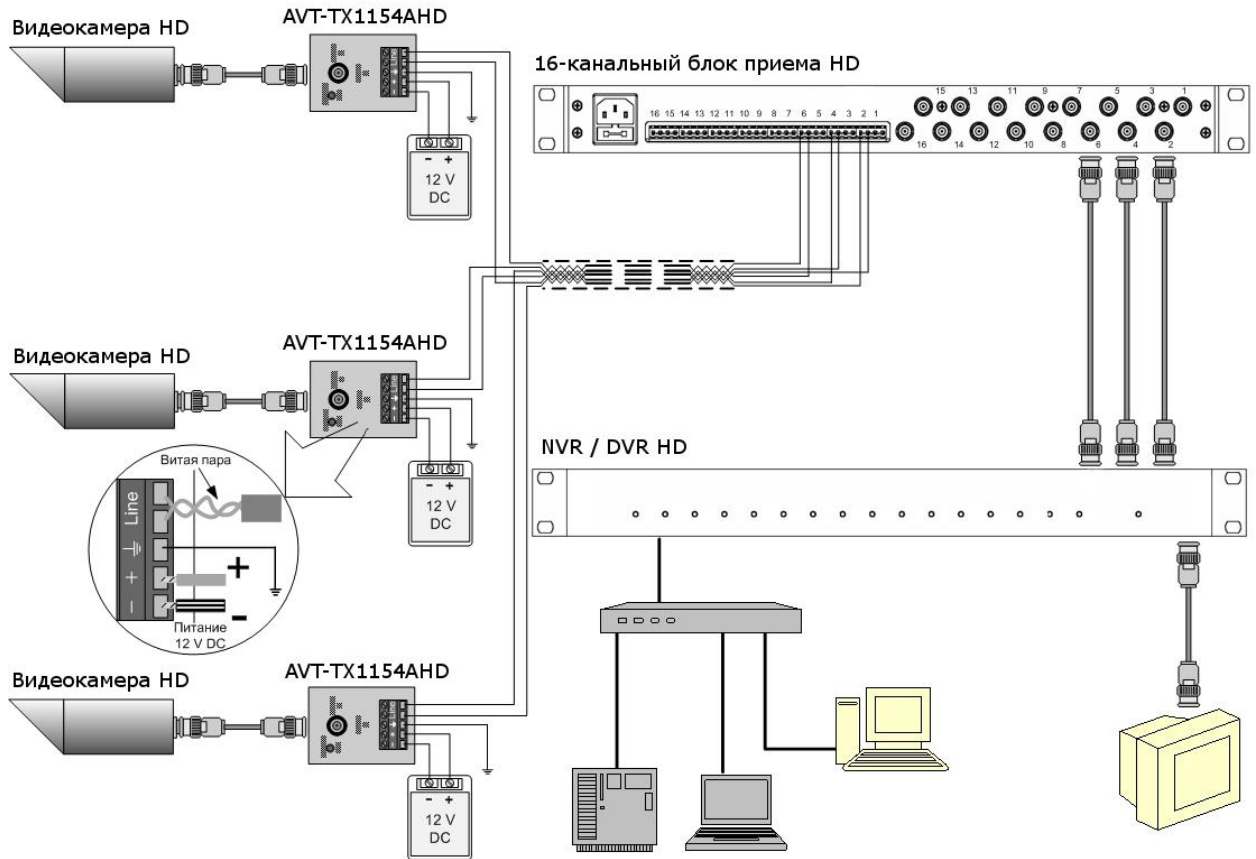 Видеокамера HD
AVT-TX1154AHD
- +
12 V
DC
16-канальный блок приема HD
16 15 14 13 12 11 10 9 8 7 6 5 4 3 2 1
15 13 11 9 7 5 3 1
16 14 12 10 8 6 4 2
Видеокамера HD
AVT-TX1154AHD
- +
12 V
DC
Витая пара
Line
+
-
+
-
Питание
12 V DC
NVR / DVR HD
Видеокамера HD
AVT-TX1154AHD
- +
12 V
DC